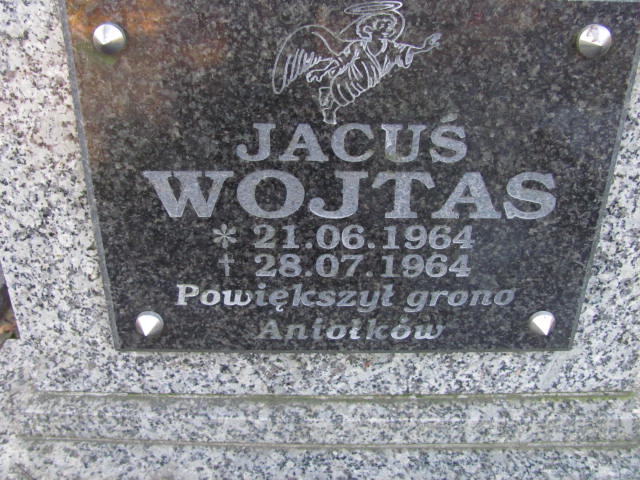 JACUŚ
WOJTAS
* 21.06.1964
† 28.07.1964
Powiększył grono
Aniołków